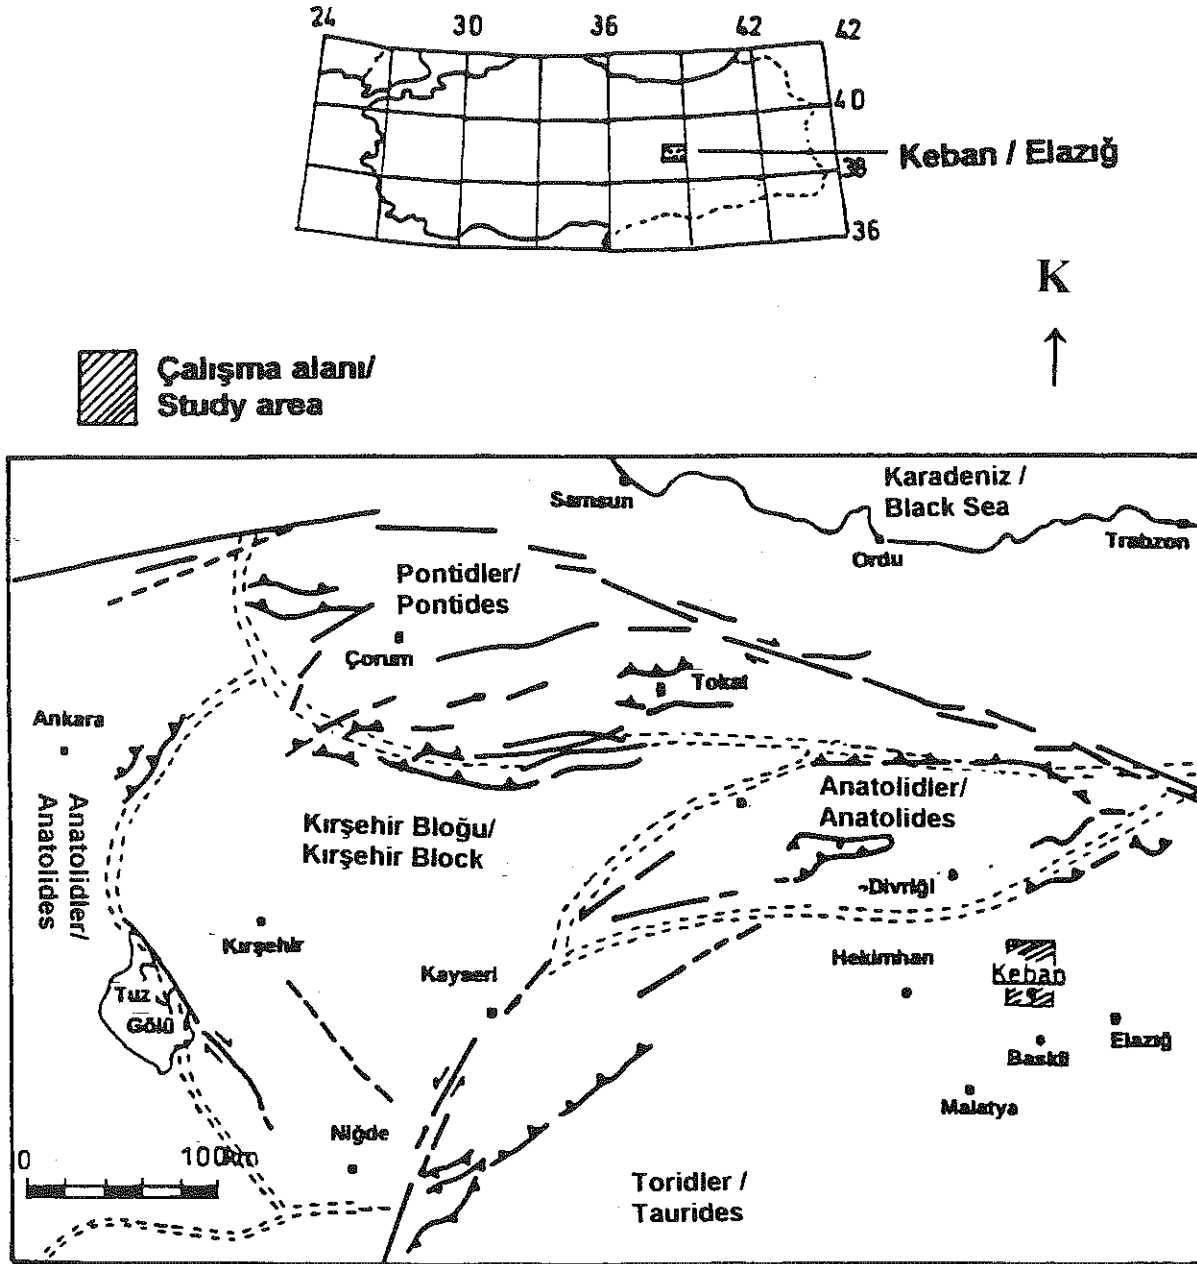 24 30 36 42 42
40
Keban / Elazığ
38
36
K
Çalışma alanı/
Study area
Karadeniz /
Black Sea
Samsun
Ordu
Trabzon
Pontidler/
Pontides
Çorum
Tokat
Ankara
Anatolidler/
Anatolides
Anatolidler/
Anatolides
Kırşehir Bloğu/
Kırşehir Block
Divriği
Kırşehir
Kayseri
Hekimhan
Keban
Tuz
Gölü
Elazığ
Baskil
Malatya
Niğde
0 100 Km
Toridler /
Taurides